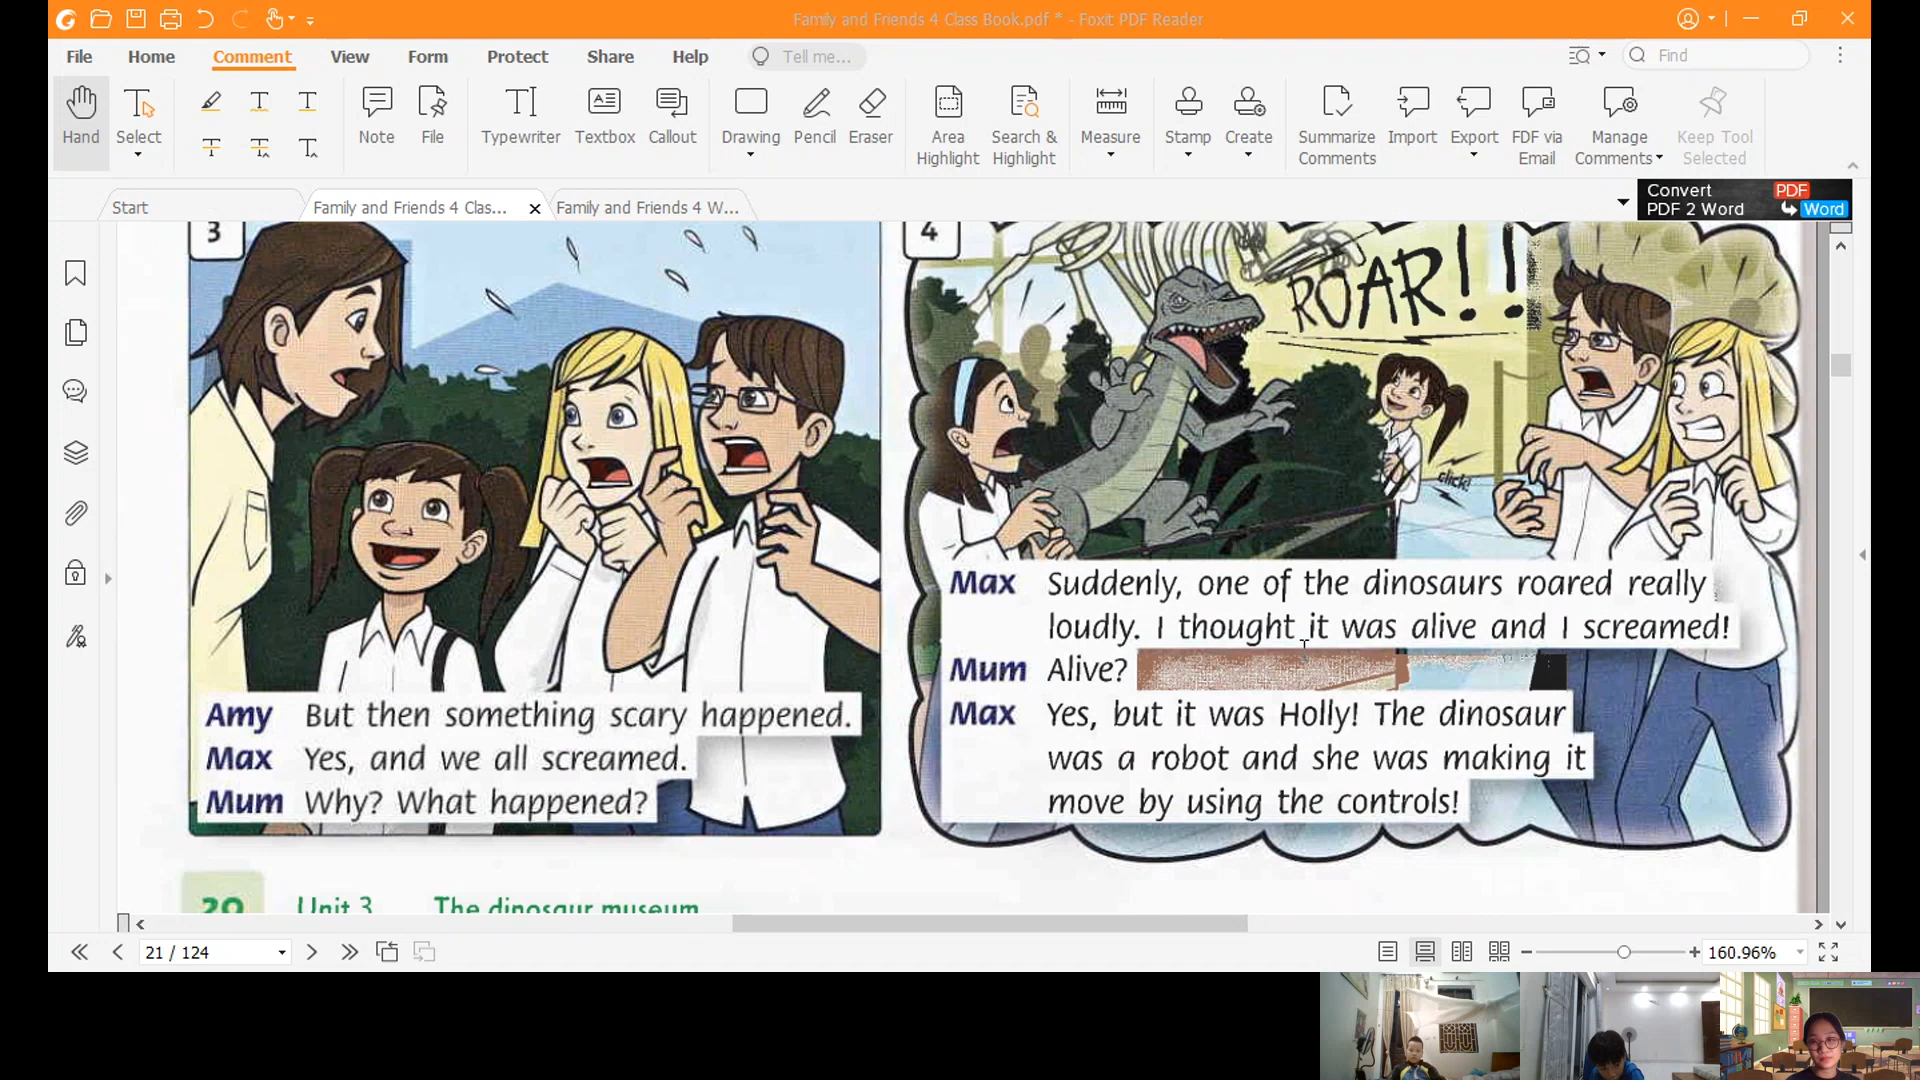 Family and Friends 4 Class Book.pdf * - Foxit PDF Reader
File Home Comment View Form Protect Share Help Tell me... Find
Hand Select Note File Typewriter Textbox Callout Drawing Pencil Eraser Area Highlight Search & Highlight Measure Stamp Create Summarize Comments Import Export FDF via Email Manage Comments Keep Tool Selected
Start Family and Friends 4 Clas... Family and Friends 4 W...
Convert PDF
PDF 2 Word Word
3
4
ROAR!!
click!
Amy But then something scary happened.
Max Yes, and we all screamed.
Mum Why? What happened?
Max Suddenly, one of the dinosaurs roared really
loudly. I thought it was alive and I screamed!
Mum Alive?
Max Yes, but it was Holly! The dinosaur
was a robot and she was making it
move by using the controls!
20 Unit 3 The dinosaur museum
21 / 124
160.96%